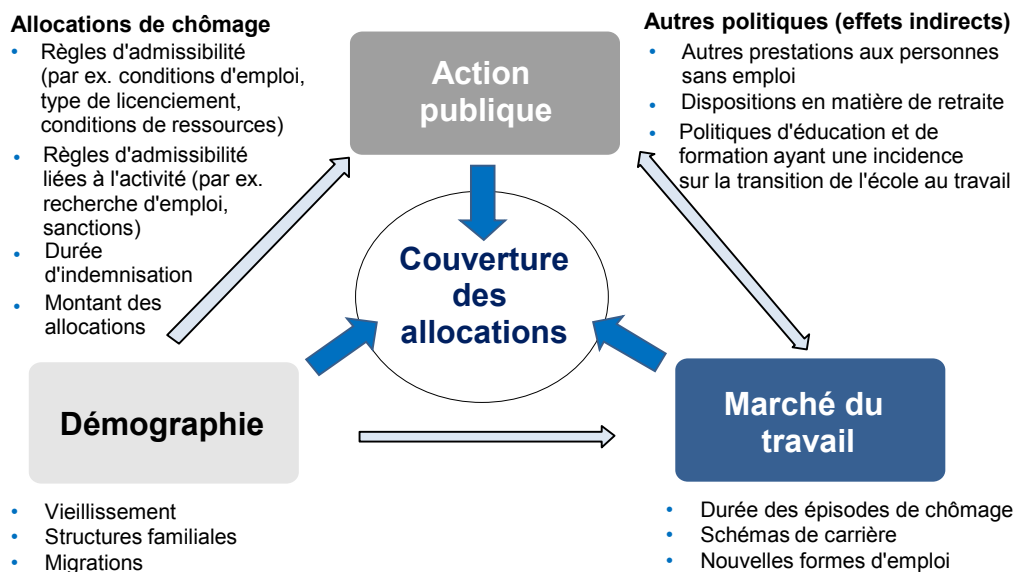 Allocations de chômage
• Règles d'admissibilité
(par ex. conditions d'emploi,
type de licenciement,
conditions de ressources)
• Règles d'admissibilité
liées à l'activité (par ex.
recherche d'emploi,
sanctions)
• Durée
d'indemnisation
• Montant des
allocations
Action
publique
Autres politiques (effets indirects)
• Autres prestations aux personnes
sans emploi
• Dispositions en matière de retraite
• Politiques d'éducation et de
formation ayant une incidence
sur la transition de l'école au travail
Couverture
des
allocations
Démographie
• Vieillissement
• Structures familiales
• Migrations
Marché du
travail
• Durée des épisodes de chômage
• Schémas de carrière
• Nouvelles formes d'emploi